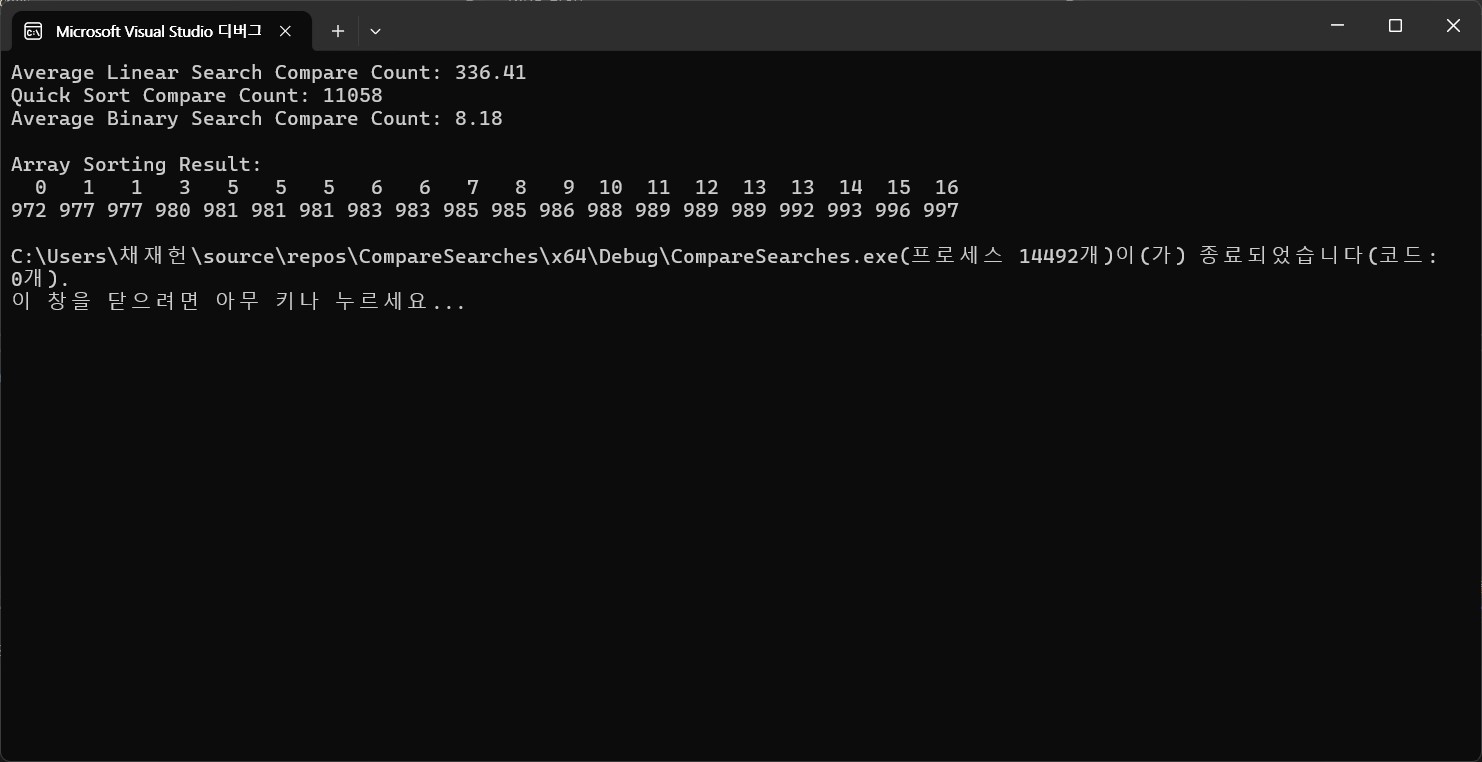 Microsoft Visual Studio 디버그
Average Linear Search Compare Count: 336.41
Quick Sort Compare Count: 11058
Average Binary Search Compare Count: 8.18
Array Sorting Result:
0 1 1 3 5 5 5 6 6 7 8 9 10 11 12 13 13 14 15 16
972 977 977 980 981 981 981 983 983 985 985 986 988 989 989 989 992 993 996 997
C:\Users\채재헌\source\repos\CompareSearches\x64\Debug\CompareSearches.exe(프로세스 14492개)이(가) 종료되었습니다(코드:
0개).
이 창을 닫으려면 아무 키나 누르세요...